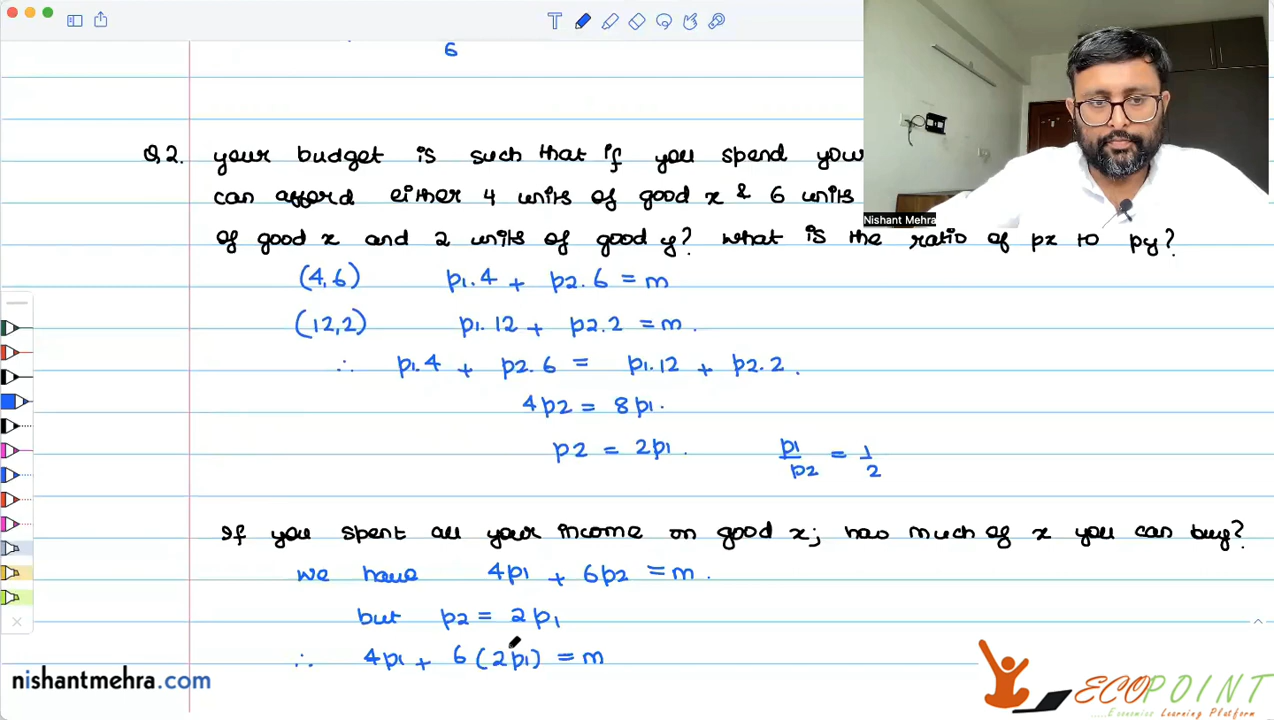 6
Q2. your budget is such that if you spend your
can afford either 4 units of good x & 6 units
Nishant Mehra
of good x and 2 units of good y? what is the ratio of px to py?
(4,6) p1.4 + p2.6 = m
(12,2) p1.12 + p2.2 = m.
∴ p1.4 + p2.6 = p1.12 + p2.2.
4p2 = 8p1.
p2 = 2p1. p1/p2 = 1/2
If you spent all your income on good x; how much of x you can buy?
we have 4p1 + 6p2 = m.
but p2 = 2p1
∴ 4p1 + 6(2p1) = m
nishantmehra.com
ECOPOINT
.....Economics Learning Platform